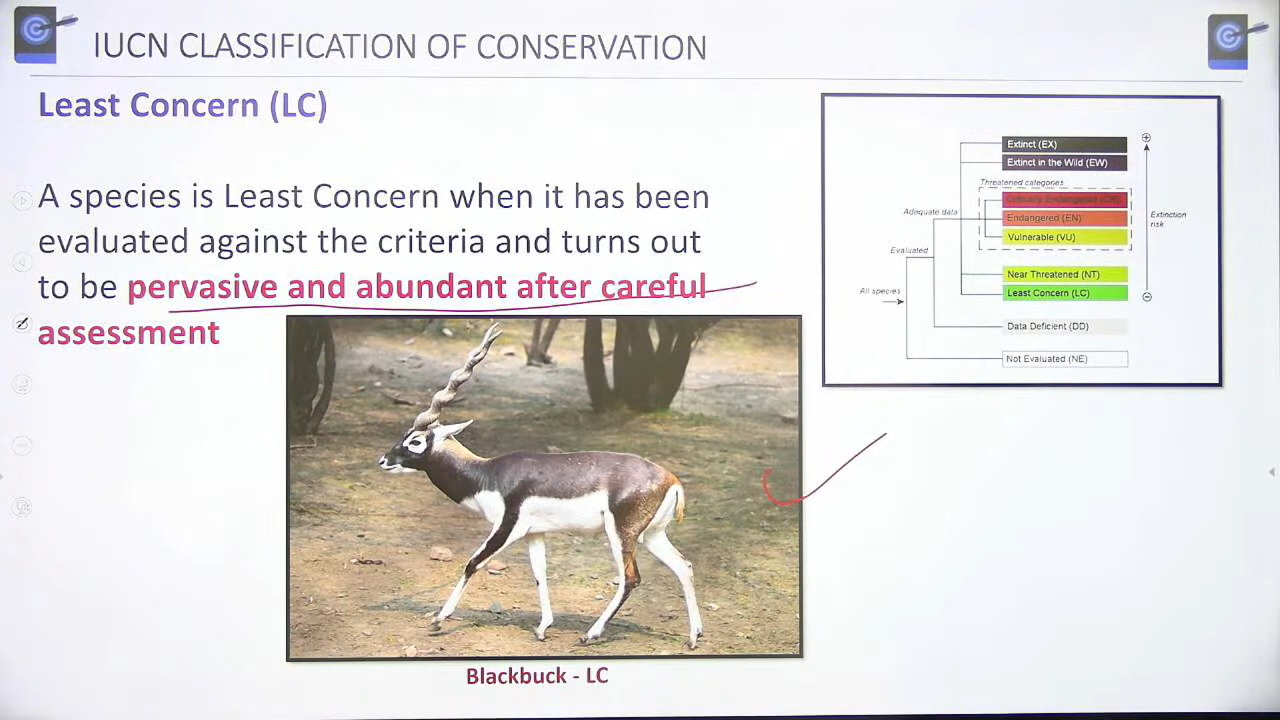 IUCN CLASSIFICATION OF CONSERVATION
Least Concern (LC)
A species is Least Concern when it has been
evaluated against the criteria and turns out
to be pervasive and abundant after careful
assessment
Blackbuck - LC
Extinct (EX)
Extinct in the Wild (EW)
Threatened categories
Critically Endangered (CR)
Adequate data
Endangered (EN)
Extinction
risk
Vulnerable (VU)
Evaluated
Near Threatened (NT)
All species
Least Concern (LC)
Data Deficient (DD)
Not Evaluated (NE)